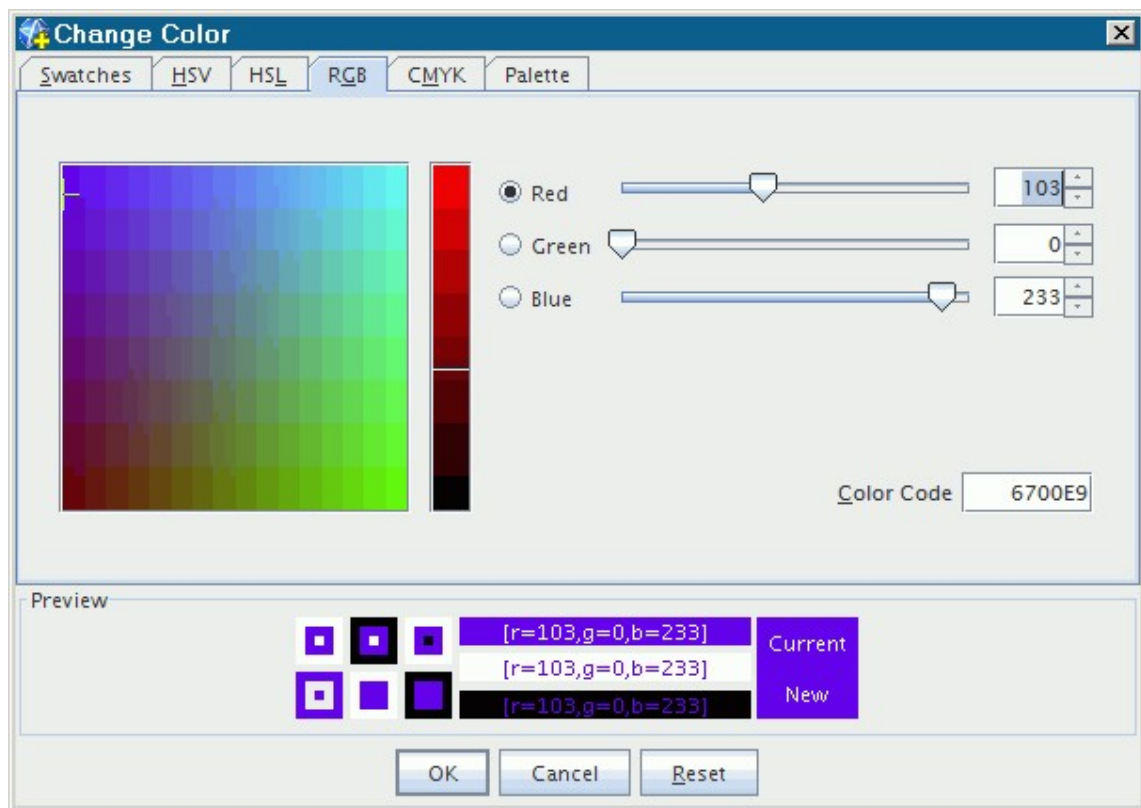 Change Color
Swatches HSV HSL RGB CMYK Palette
Red 103
Green 0
Blue 233
Color Code 6700E9
Preview
[r=103,g=0,b=233]
[r=103,g=0,b=233]
[r=103,g=0,b=233]
Current
New
OK Cancel Reset